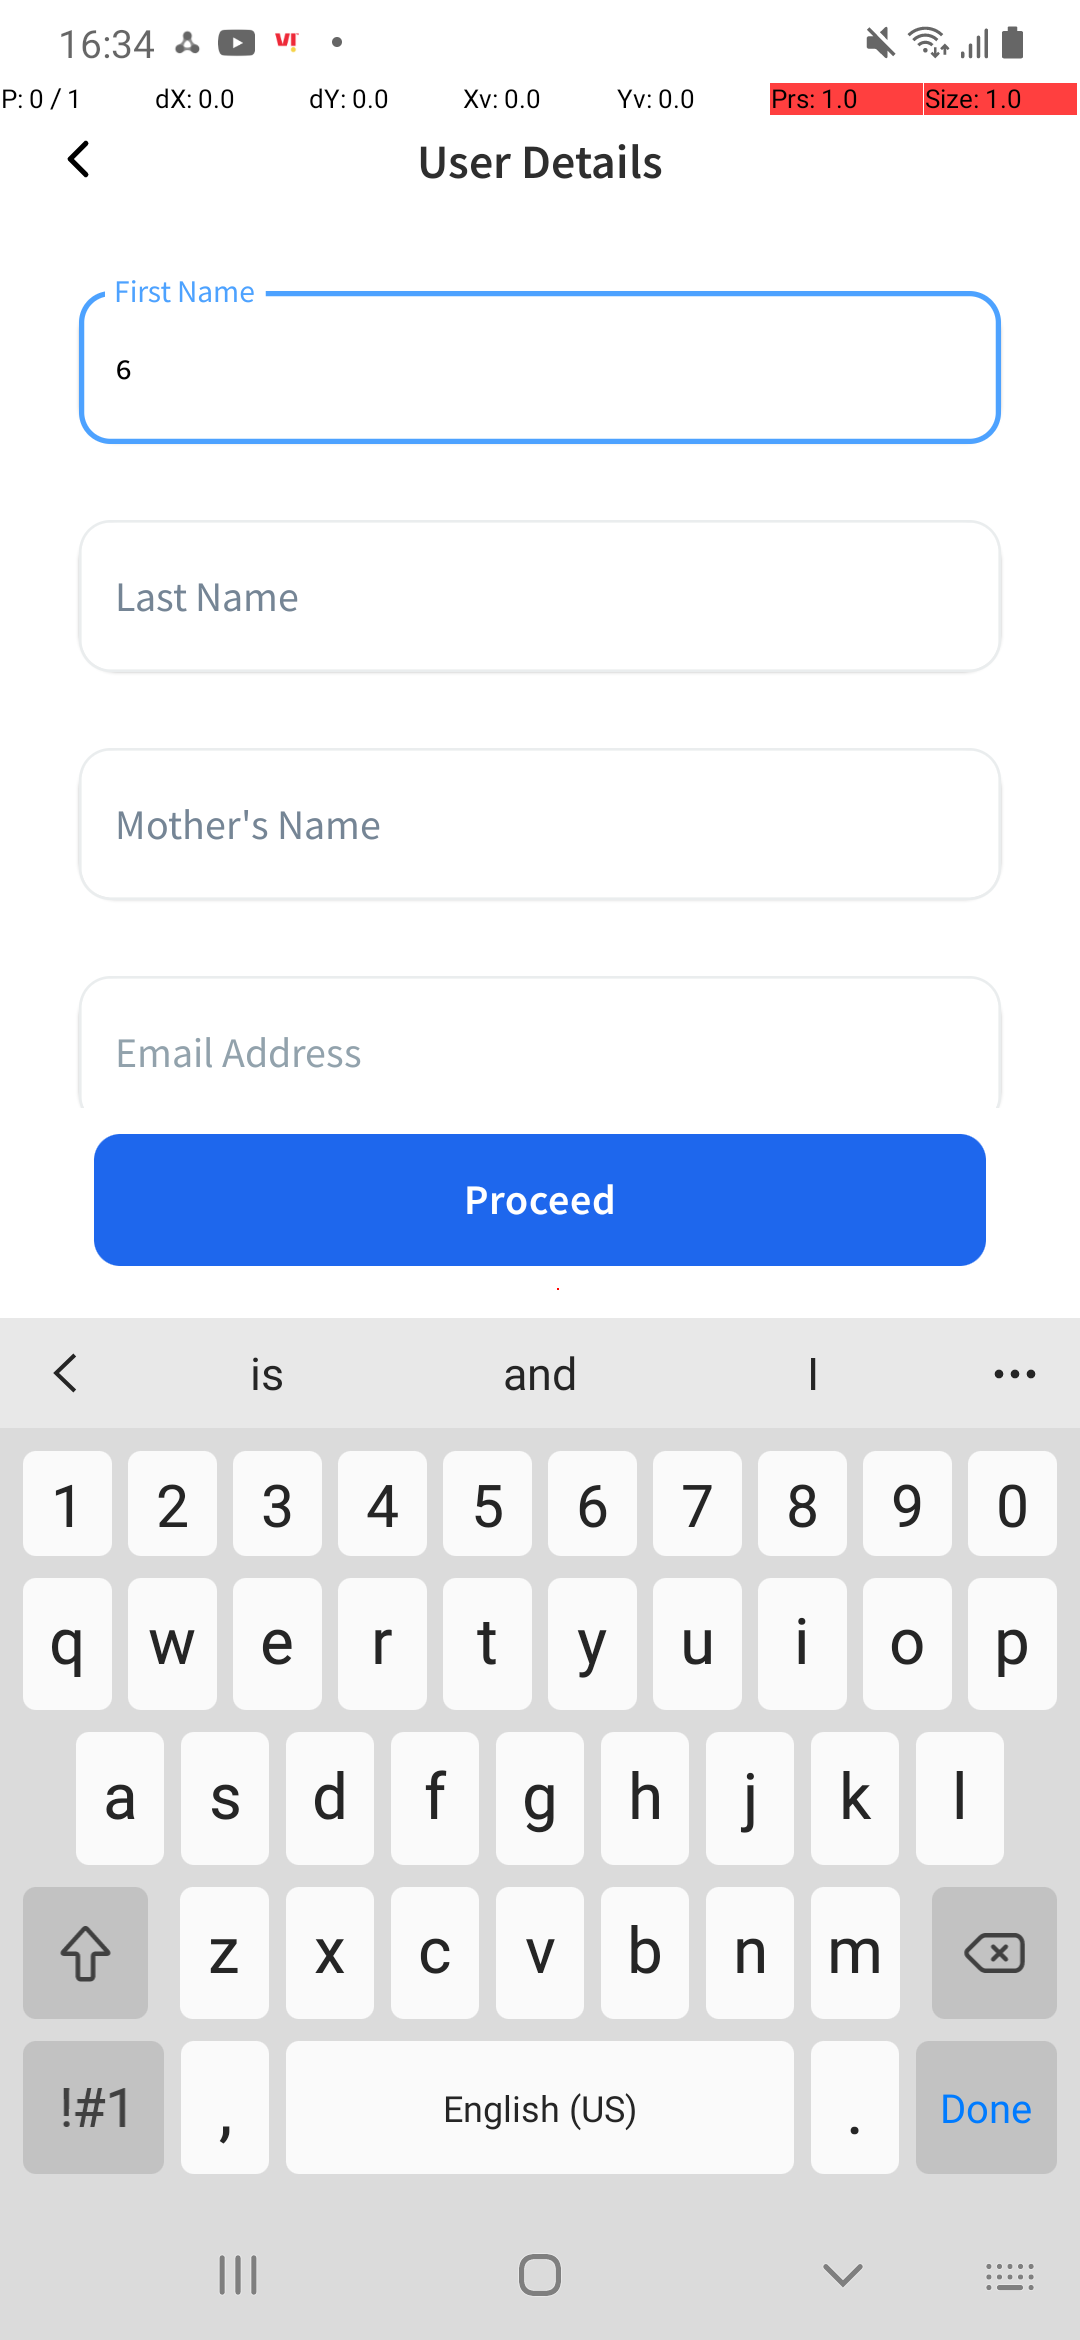 16:34
P: 0 / 1 dX: 0.0 dY: 0.0 Xv: 0.0 Yv: 0.0 Prs: 1.0 Size: 1.0
User Details
First Name
6
Last Name
Mother's Name
Email Address
Proceed
is and I
1 2 3 4 5 6 7 8 9 0
q w e r t y u i o p
a s d f g h j k l
z x c v b n m
!#1 , English (US) . Done